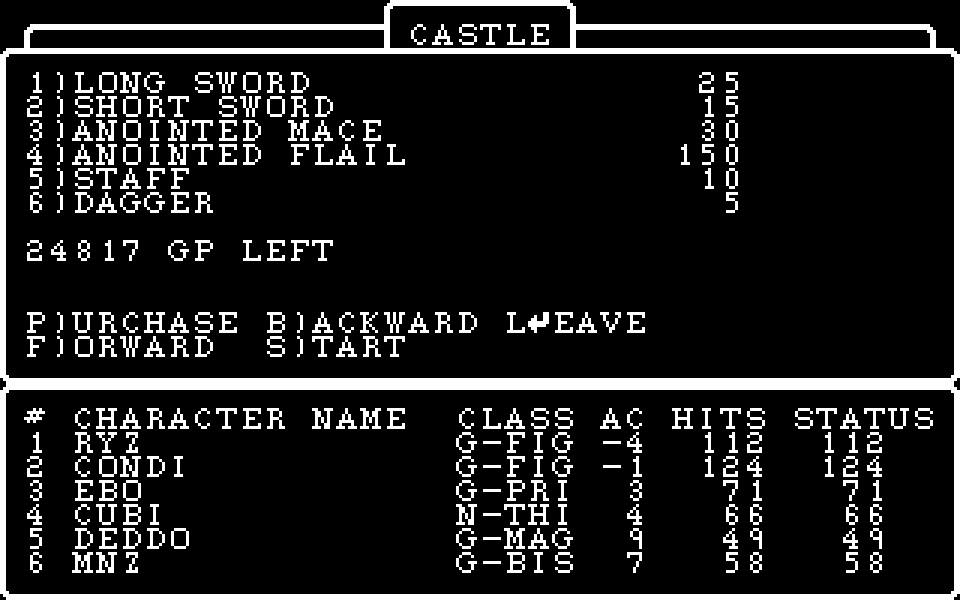 CASTLE
1)LONG SWORD 25
2)SHORT SWORD 15
3)ANOINTED MACE 30
4)ANOINTED FLAIL 150
5)STAFF 10
6)DAGGER 5
24817 GP LEFT
P)URCHASE B)ACKWARD L↵EAVE
F)ORWARD S)TART
# CHARACTER NAME CLASS AC HITS STATUS
1 RYZ G-FIG -4 112 112
2 CONDI G-FIG -1 124 124
3 EBO G-PRI 3 71 71
4 CUBI N-THI 4 66 66
5 DEDDO G-MAG 9 49 49
6 MNZ G-BIS 7 58 58